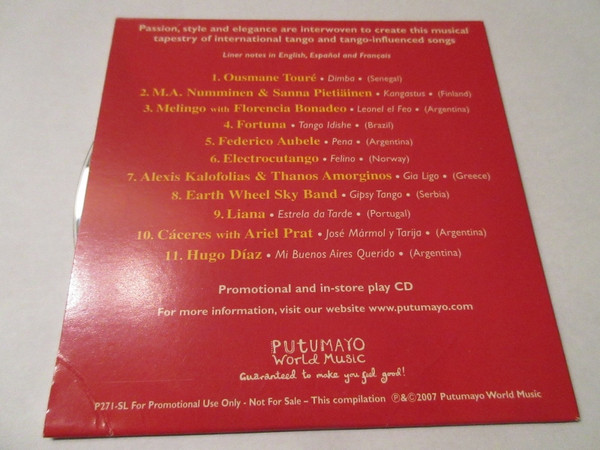 Passion, style and elegance are interwoven to create this musical
tapestry of international tango and tango-influenced songs
Liner notes in English, Español and Français
1. Ousmane Touré • Dimba • (Senegal)
2. M.A. Numminen & Sanna Pietiäinen • Kangastus • (Finland)
3. Melingo with Florencia Bonadeo • Leonel el Feo • (Argentina)
4. Fortuna • Tango Idishe • (Brazil)
5. Federico Aubele • Pena • (Argentina)
6. Electrocutango • Felino • (Norway)
7. Alexis Kalofolias & Thanos Amorginos • Gia Ligo • (Greece)
8. Earth Wheel Sky Band • Gipsy Tango • (Serbia)
9. Liana • Estrela da Tarde • (Portugal)
10. Cáceres with Ariel Prat • José Mármol y Tarija • (Argentina)
11. Hugo Díaz • Mi Buenos Aires Querido • (Argentina)
Promotional and in-store play CD
For more information, visit our website www.putumayo.com
PUTUMAYO
World Music
Guaranteed to make you feel good!
P271-SL For Promotional Use Only - Not For Sale – This compilation ℗&©2007 Putumayo World Music